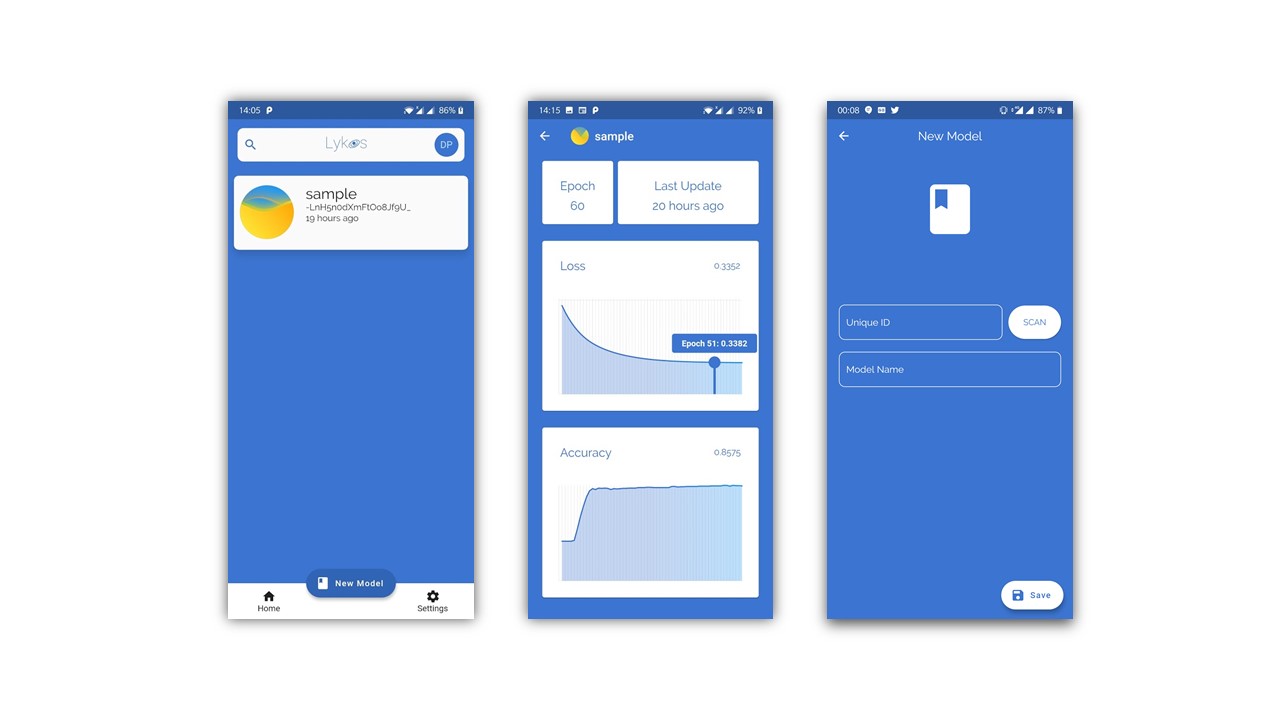 14:05
86%
Lykos
DP
sample
-LnH5n0dXmFtOo8Jf9U_
19 hours ago
New Model
Home
Settings
14:15
92%
sample
Epoch
60
Last Update
20 hours ago
Loss
0.3352
Epoch 51: 0.3382
Accuracy
0.8575
00:08
87%
New Model
Unique ID
SCAN
Model Name
Save